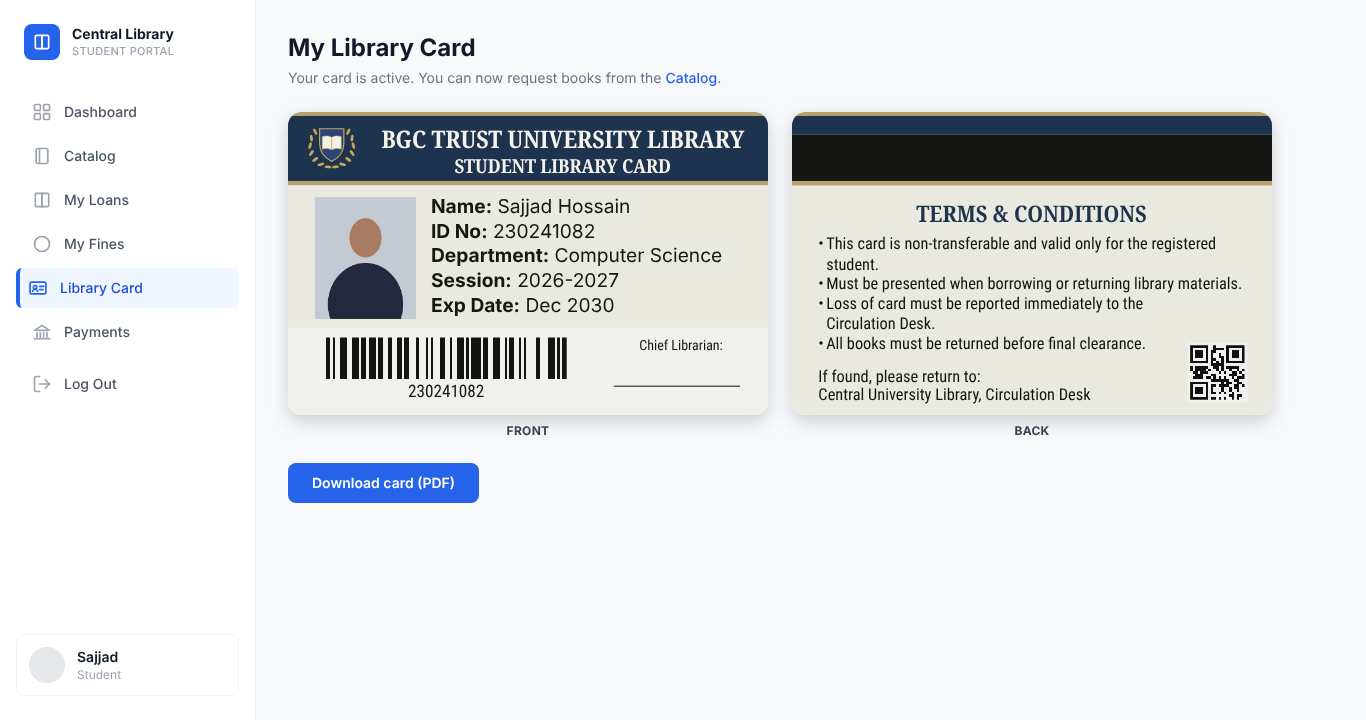 Central Library
STUDENT PORTAL
Dashboard
Catalog
My Loans
My Fines
Library Card
Payments
Log Out
Sajjad
Student
My Library Card
Your card is active. You can now request books from the Catalog.
BGC TRUST UNIVERSITY LIBRARY
STUDENT LIBRARY CARD
Name: Sajjad Hossain
ID No: 230241082
Department: Computer Science
Session: 2026-2027
Exp Date: Dec 2030
230241082
Chief Librarian:
FRONT
TERMS & CONDITIONS
• This card is non-transferable and valid only for the registered
student.
• Must be presented when borrowing or returning library materials.
• Loss of card must be reported immediately to the
Circulation Desk.
• All books must be returned before final clearance.
If found, please return to:
Central University Library, Circulation Desk
BACK
Download card (PDF)